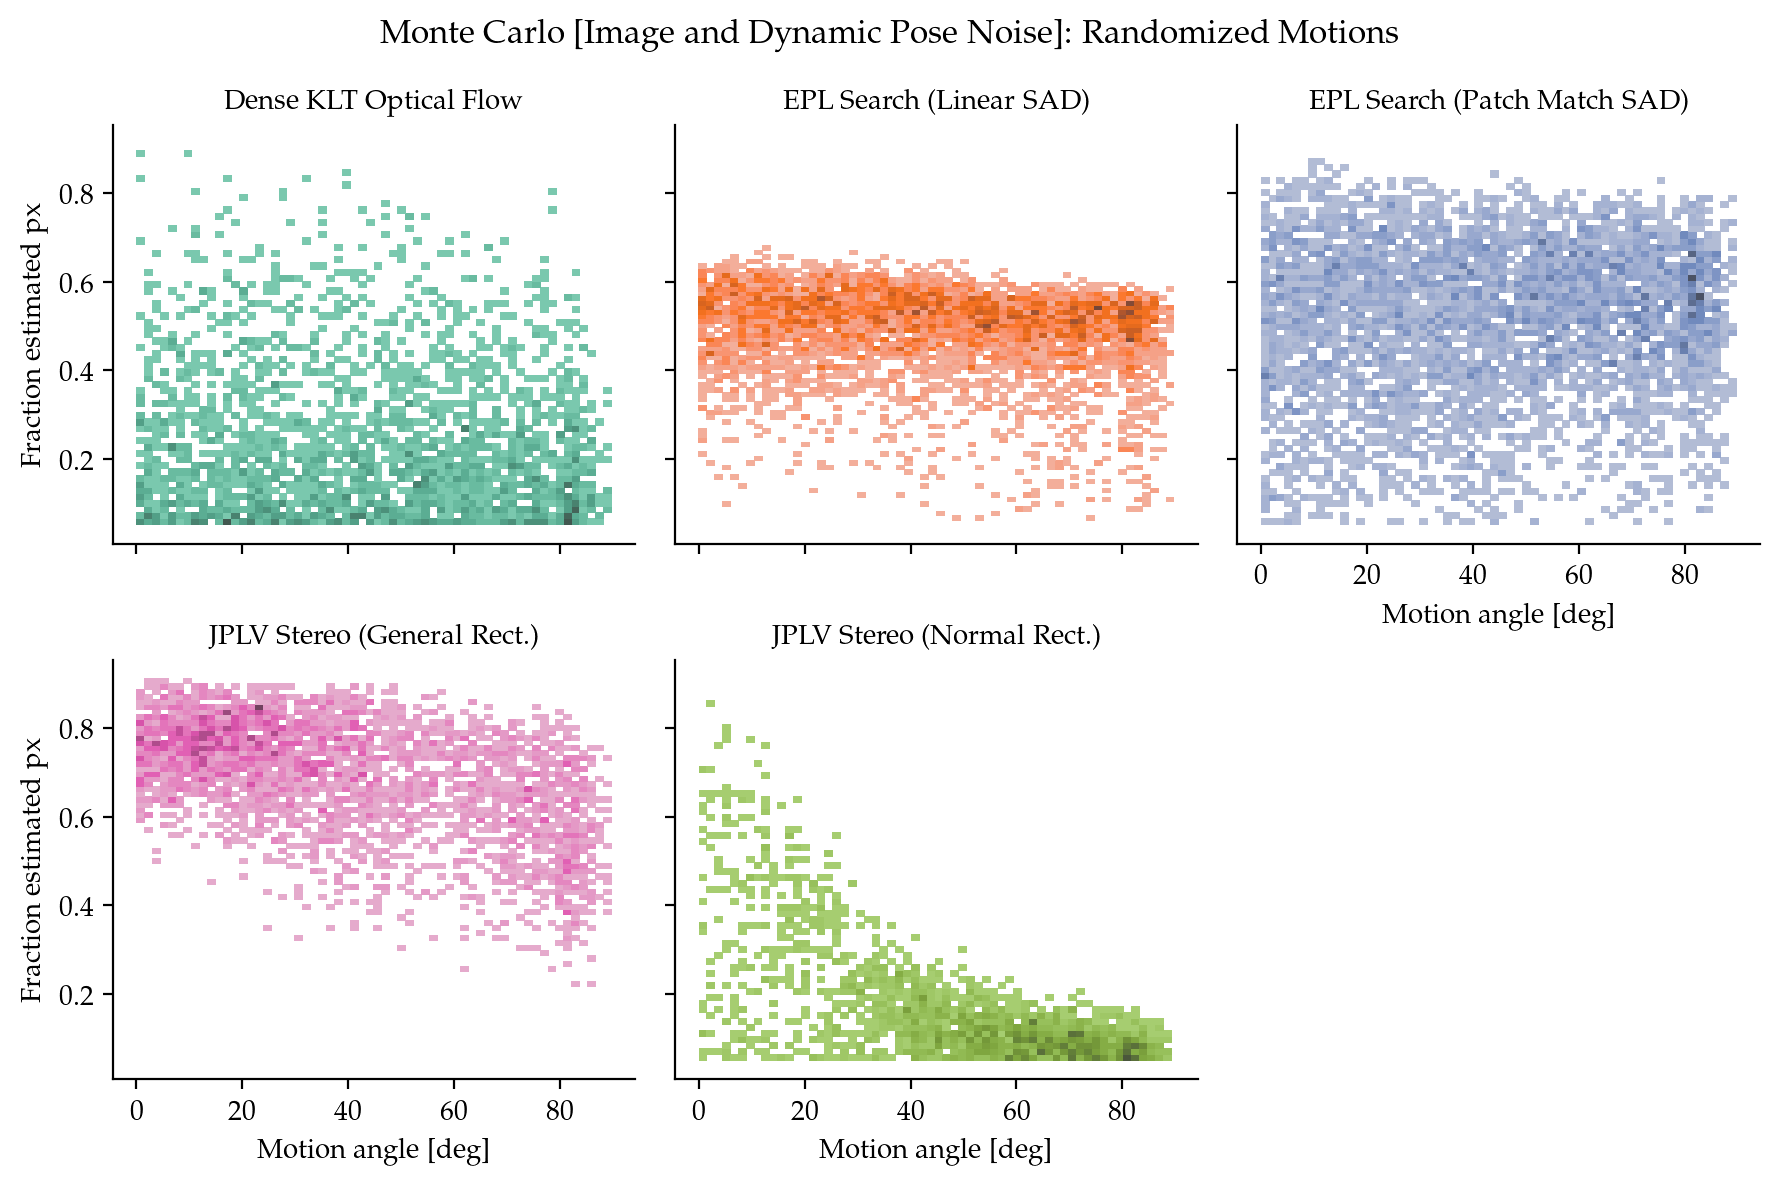 Monte Carlo [Image and Dynamic Pose Noise]: Randomized Motions
Dense KLT Optical Flow
EPL Search (Linear SAD)
EPL Search (Patch Match SAD)
Fraction estimated px
0.8
0.6
0.4
0.2
0 20 40 60 80
Motion angle [deg]
JPLV Stereo (General Rect.)
JPLV Stereo (Normal Rect.)
Fraction estimated px
0.8
0.6
0.4
0.2
0 20 40 60 80
0 20 40 60 80
Motion angle [deg]
Motion angle [deg]